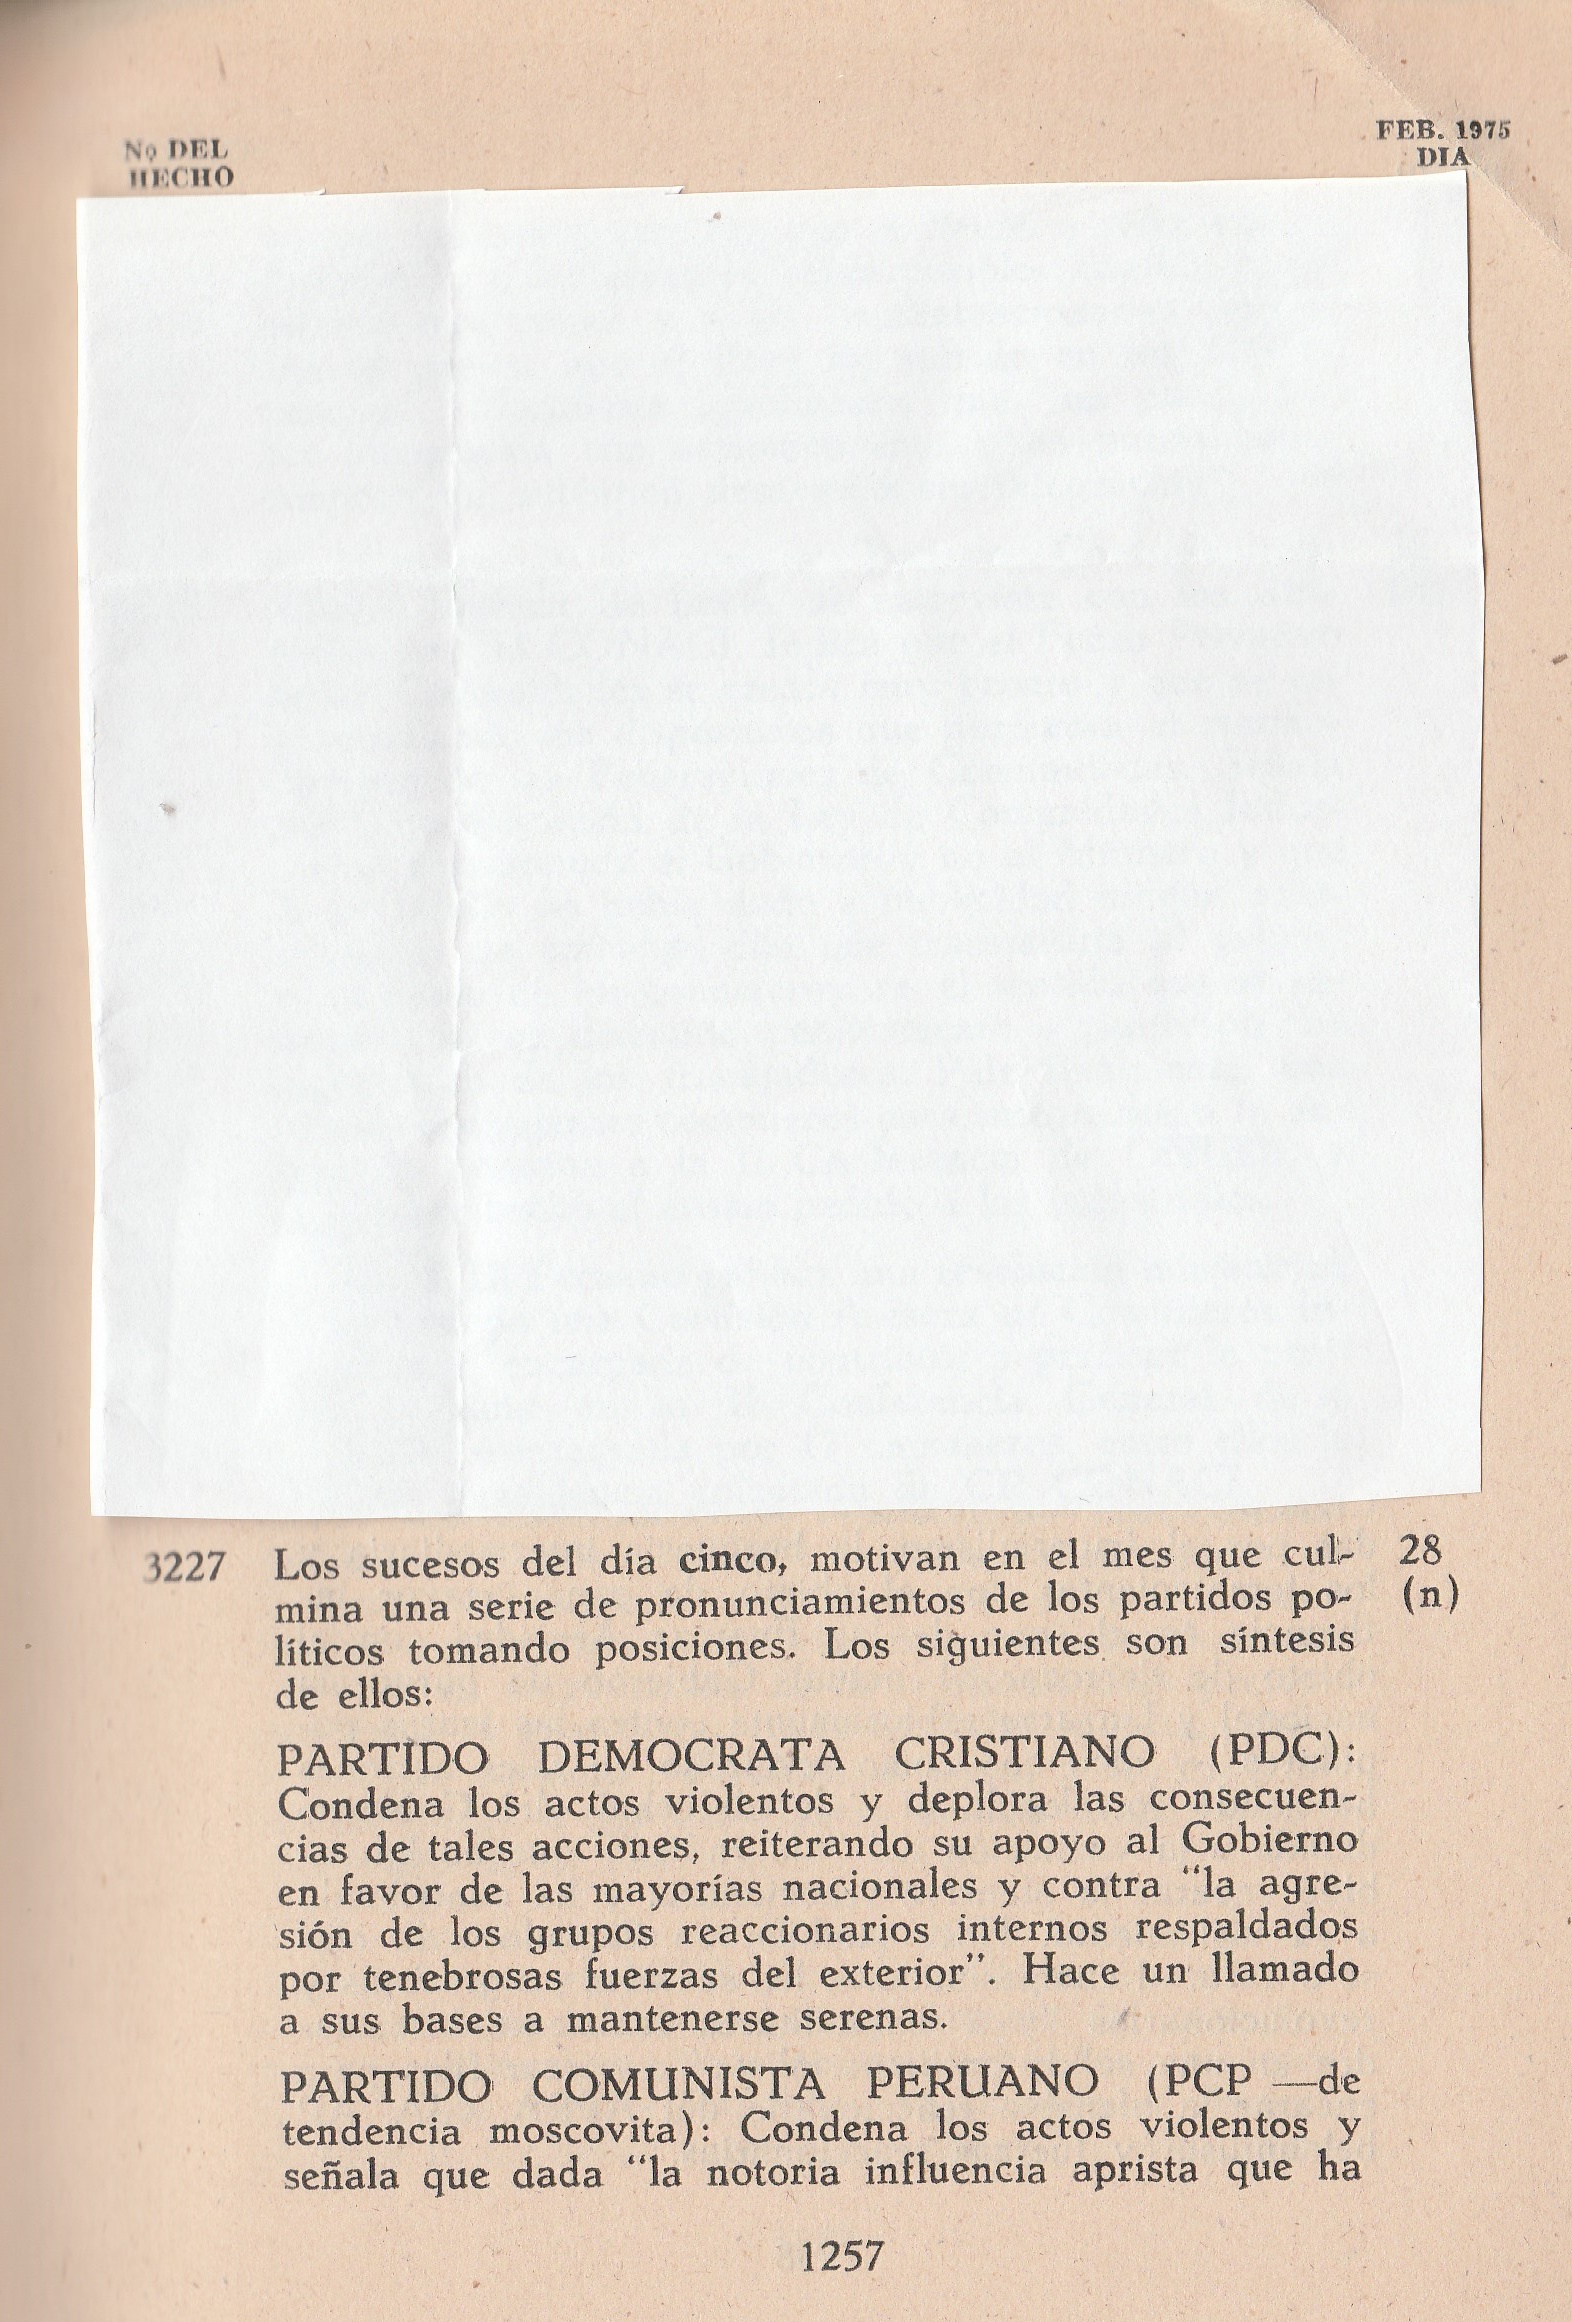 Nọ DEL
HECHO
FEB. 1975
DIA
3227 Los sucesos del día cinco, motivan en el mes que cul- 28
mina una serie de pronunciamientos de los partidos po- (n)
líticos tomando posiciones. Los siguientes son síntesis
de ellos:
PARTIDO DEMOCRATA CRISTIANO (PDC):
Condena los actos violentos y deplora las consecuen-
cias de tales acciones, reiterando su apoyo al Gobierno
en favor de las mayorías nacionales y contra “la agre-
sión de los grupos reaccionarios internos respaldados
por tenebrosas fuerzas del exterior”. Hace un llamado
a sus bases a mantenerse serenas.
PARTIDO COMUNISTA PERUANO (PCP —de
tendencia moscovita): Condena los actos violentos y
señala que dada “la notoria influencia aprista que ha
1257